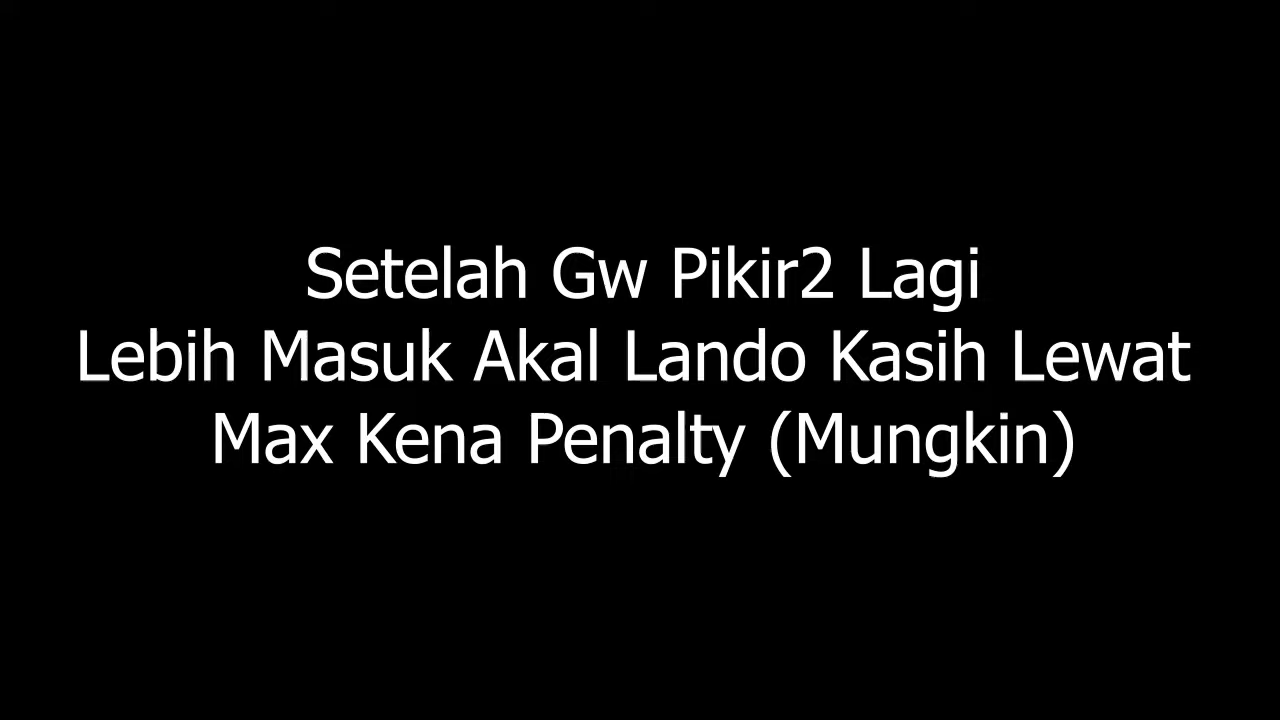 Setelah Gw Pikir2 Lagi
Lebih Masuk Akal Lando Kasih Lewat
Max Kena Penalty (Mungkin)